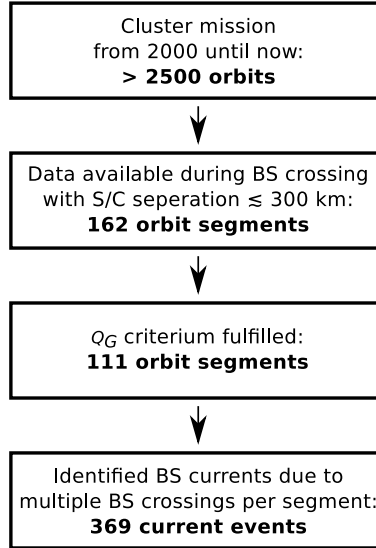 Cluster mission
from 2000 until now:
> 2500 orbits
Data available during BS crossing
with S/C seperation ≲ 300 km:
162 orbit segments
Q_G criterium fulfilled:
111 orbit segments
Identified BS currents due to
multiple BS crossings per segment:
369 current events